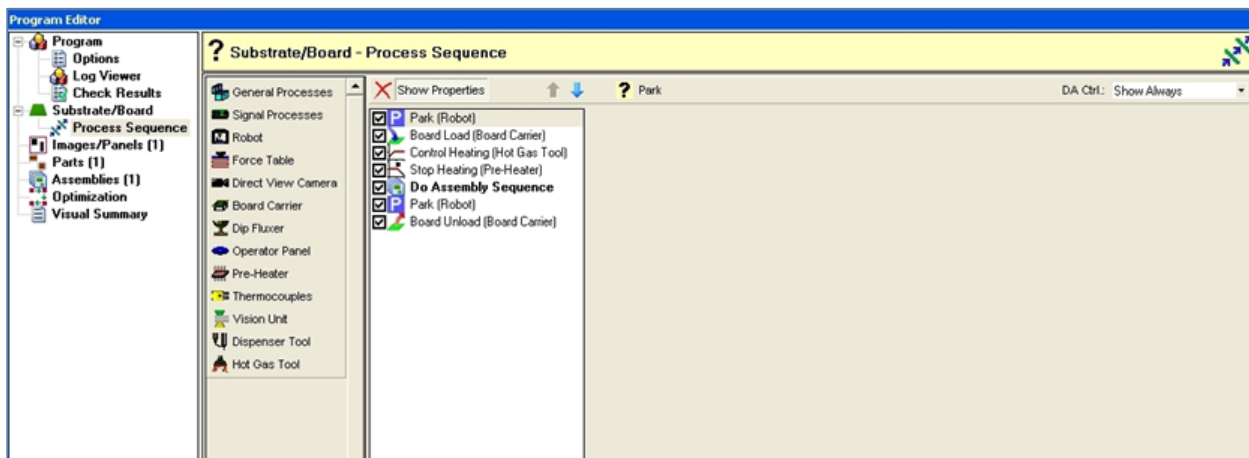 Program Editor
Program
Options
Log Viewer
Check Results
Substrate/Board
Process Sequence
Images/Panels (1)
Parts (1)
Assemblies (1)
Optimization
Visual Summary
? Substrate/Board - Process Sequence
General Processes
Signal Processes
Robot
Force Table
Direct View Camera
Board Carrier
Dip Fluxer
Operator Panel
Pre-Heater
Thermocouples
Vision Unit
Dispenser Tool
Hot Gas Tool
Show Properties
? Park
DA Ctrl.: Show Always
P Park (Robot)
Board Load (Board Carrier)
Control Heating (Hot Gas Tool)
Stop Heating (Pre-Heater)
Do Assembly Sequence
P Park (Robot)
Board Unload (Board Carrier)